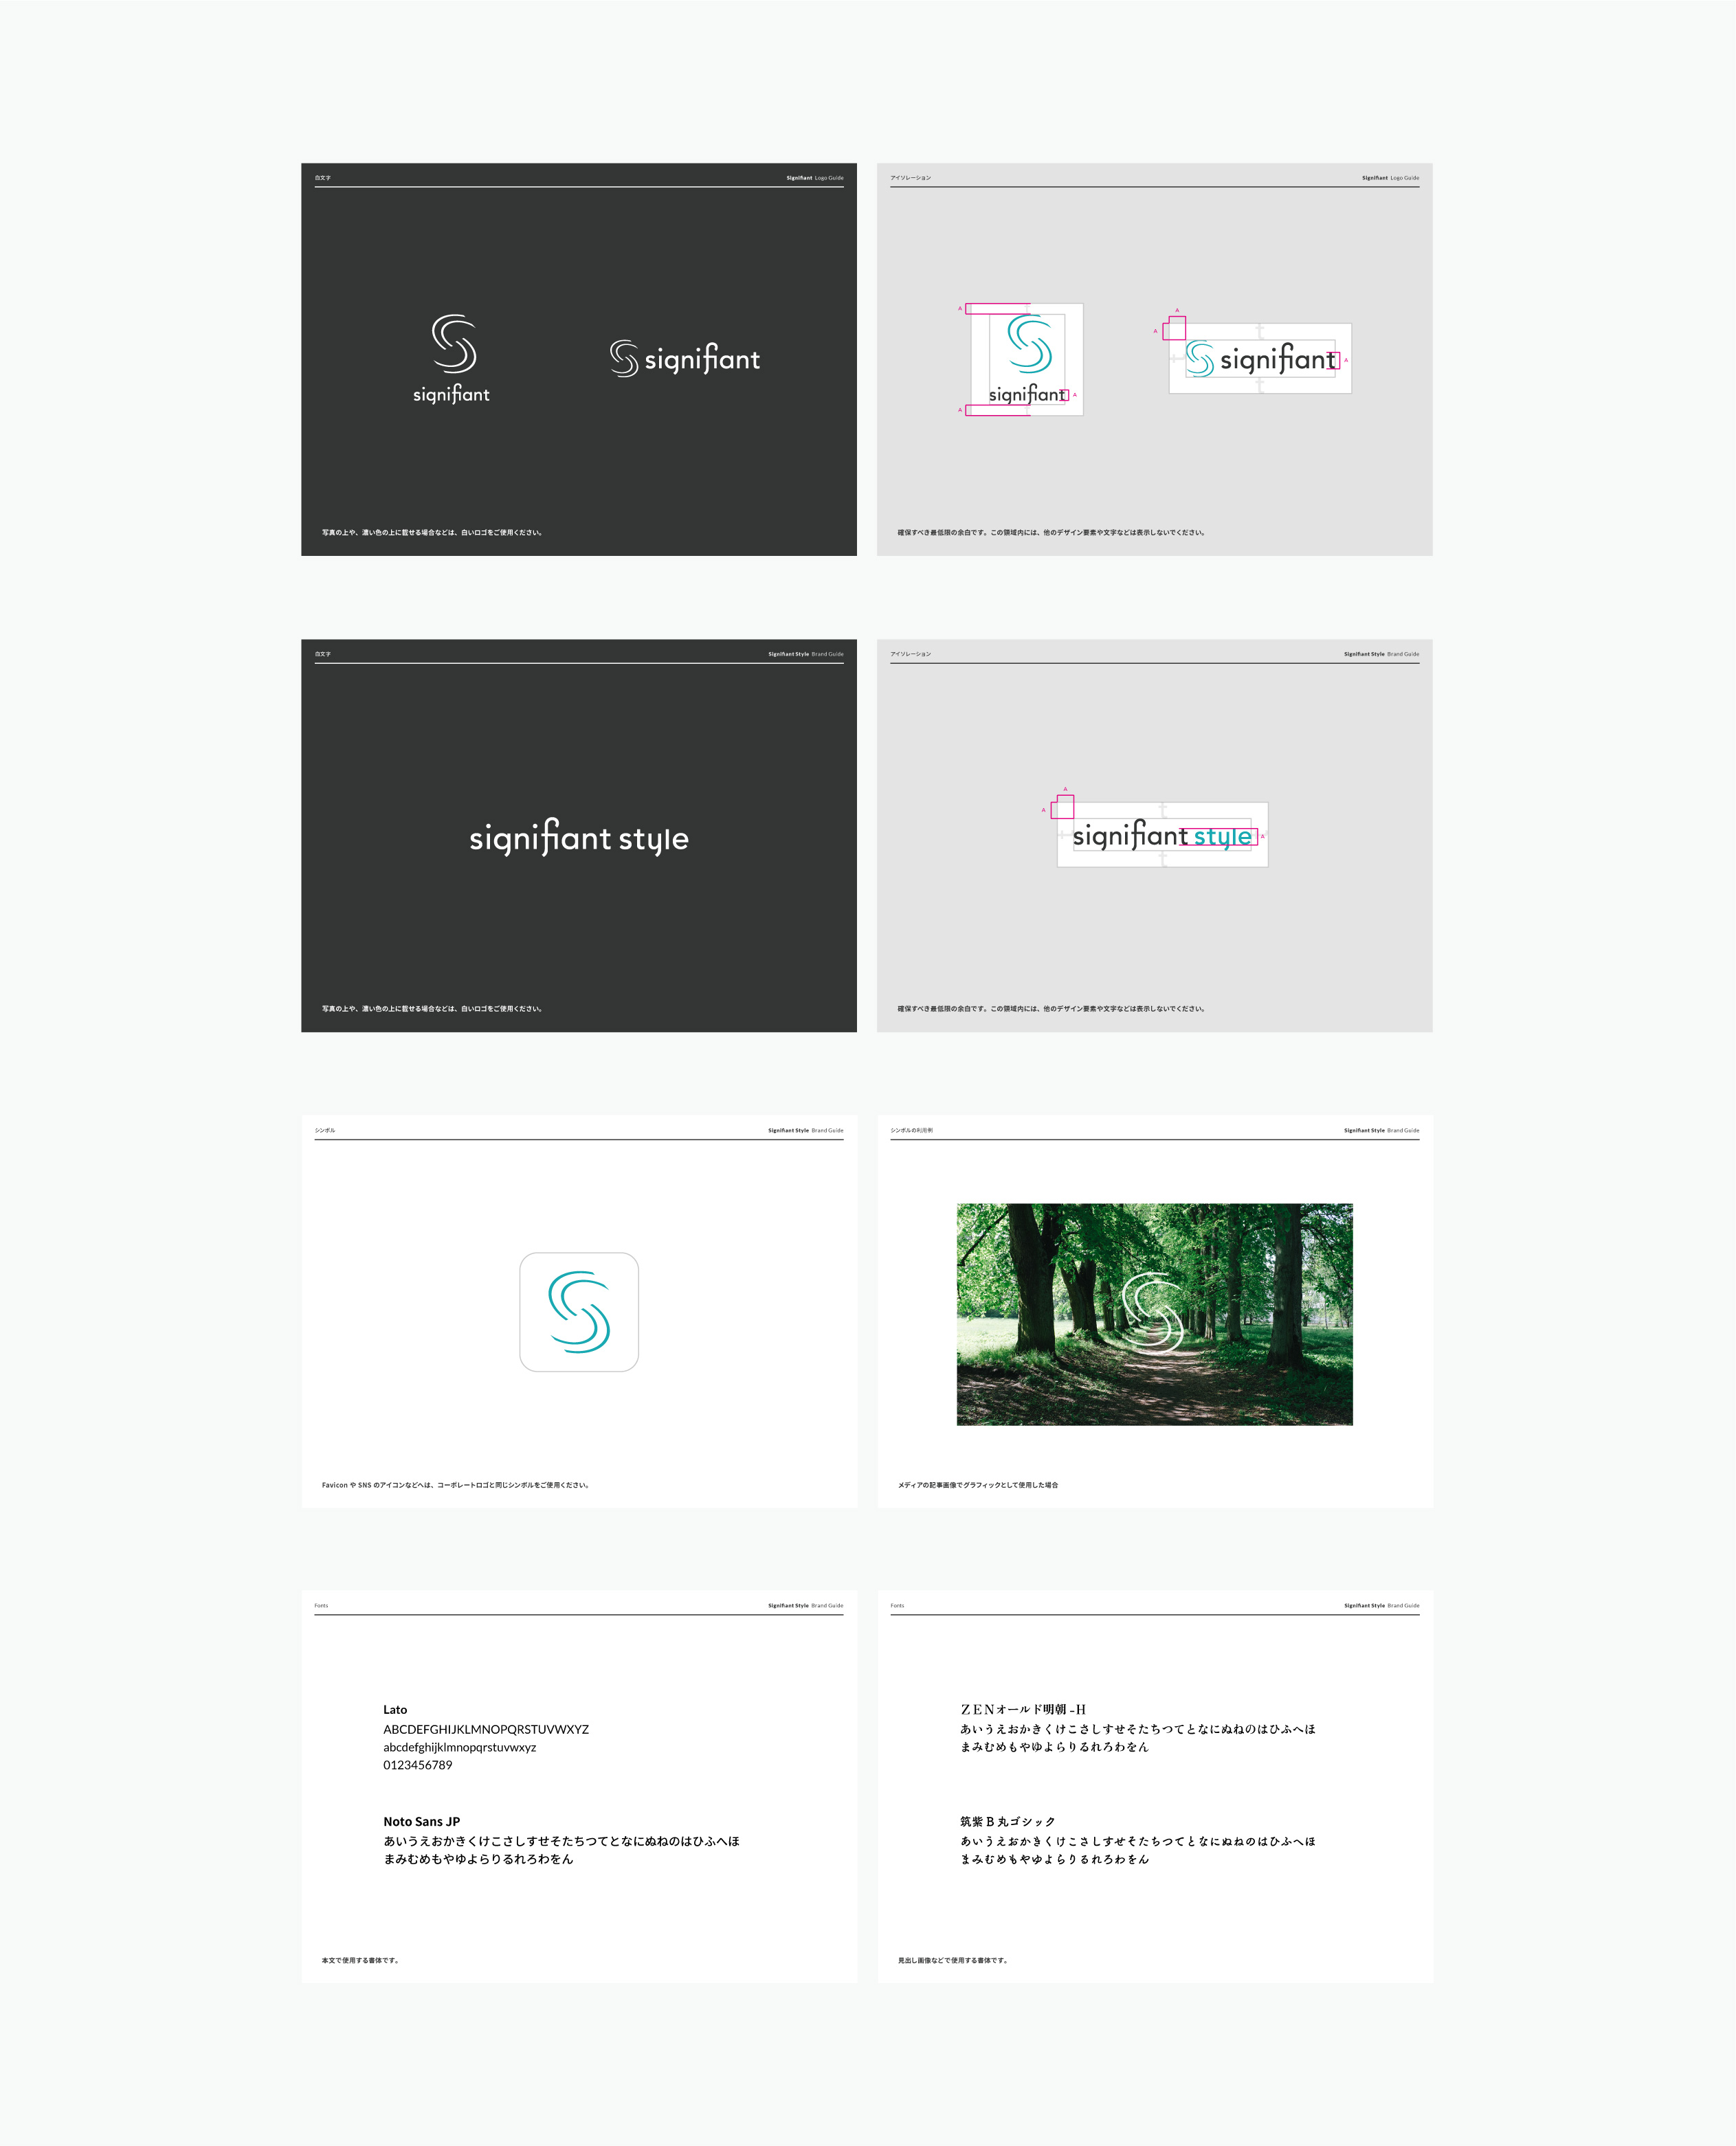 白文字
Signifiant Logo Guide
signifiant
signifiant
写真の上や、濃い色の上に載せる場合などは、白いロゴをご使用ください。
アイソレーション
Signifiant Logo Guide
A
A
signifiant
A
A
A
signifiant
A
確保すべき最低限の余白です。この領域内には、他のデザイン要素や文字などは表示しないでください。
白文字
Signifiant Style Brand Guide
signifiant style
写真の上や、濃い色の上に載せる場合などは、白いロゴをご使用ください。
アイソレーション
Signifiant Style Brand Guide
A
A
signifiant style
A
確保すべき最低限の余白です。この領域内には、他のデザイン要素や文字などは表示しないでください。
シンボル
Signifiant Style Brand Guide
Favicon や SNS のアイコンなどへは、コーポレートロゴと同じシンボルをご使用ください。
シンボルの利用例
Signifiant Style Brand Guide
メディアの記事画像でグラフィックとして使用した場合
Fonts
Signifiant Style Brand Guide
Lato
ABCDEFGHIJKLMNOPQRSTUVWXYZ
abcdefghijklmnopqrstuvwxyz
0123456789
Noto Sans JP
あいうえおかきくけこさしすせそたちつてとなにぬねのはひふへほ
まみむめもやゆよらりるれろわをん
本文で使用する書体です。
Fonts
Signifiant Style Brand Guide
ＺＥＮオールド明朝 -H
あいうえおかきくけこさしすせそたちつてとなにぬねのはひふへほ
まみむめもやゆよらりるれろわをん
筑紫Ｂ丸ゴシック
あいうえおかきくけこさしすせそたちつてとなにぬねのはひふへほ
まみむめもやゆよらりるれろわをん
見出し画像などで使用する書体です。